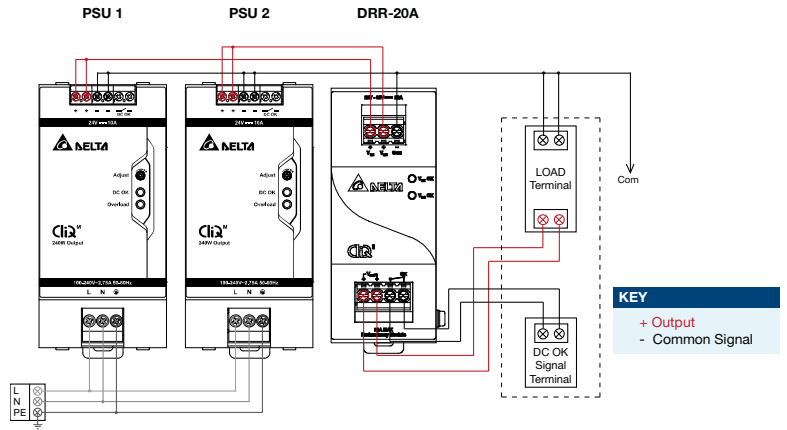 PSU 1
PSU 2
DRR-20A
DC OK
24V 10A
DELTA
Adjust
DC OK
Overload
CliQ M
240W Output
100-240V~2,75A 50-60Hz
L N
DC OK
24V 10A
DELTA
Adjust
DC OK
Overload
CliQ M
240W Output
100-240V~2,75A 50-60Hz
L N
DELTA
CliQ M
Redundancy Module
LOAD
Terminal
Com
DC OK
Signal
Terminal
KEY
+ Output
- Common Signal
L
N
PE